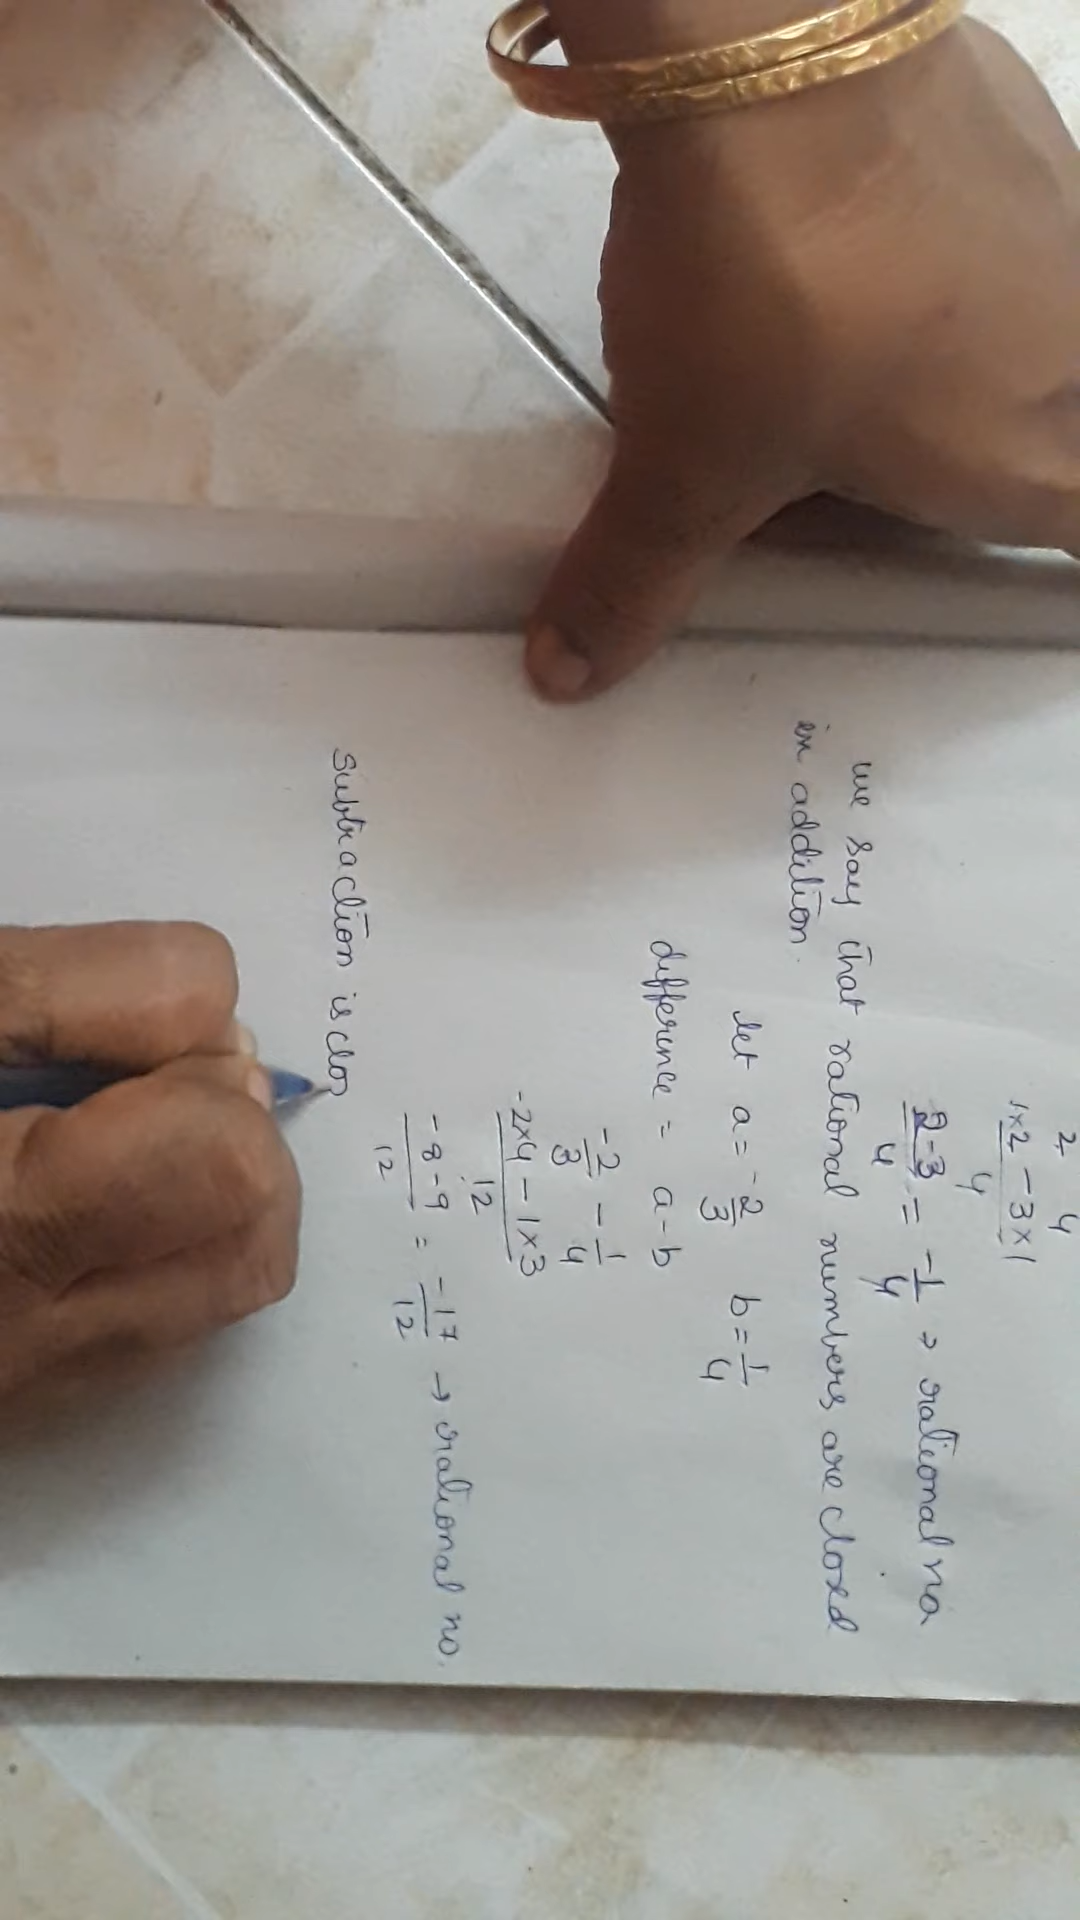 2 4
1×2 - 3×1
4
2-3/4 = -1/4 → rational no
we say that rational numbers are closed
in addition.
let a = -2/3 b = 1/4
difference = a-b
-2/3 - 1/4
-2×4 - 1×3
12
-8-9/12 = -17/12 → rational no.
Subtraction is clos